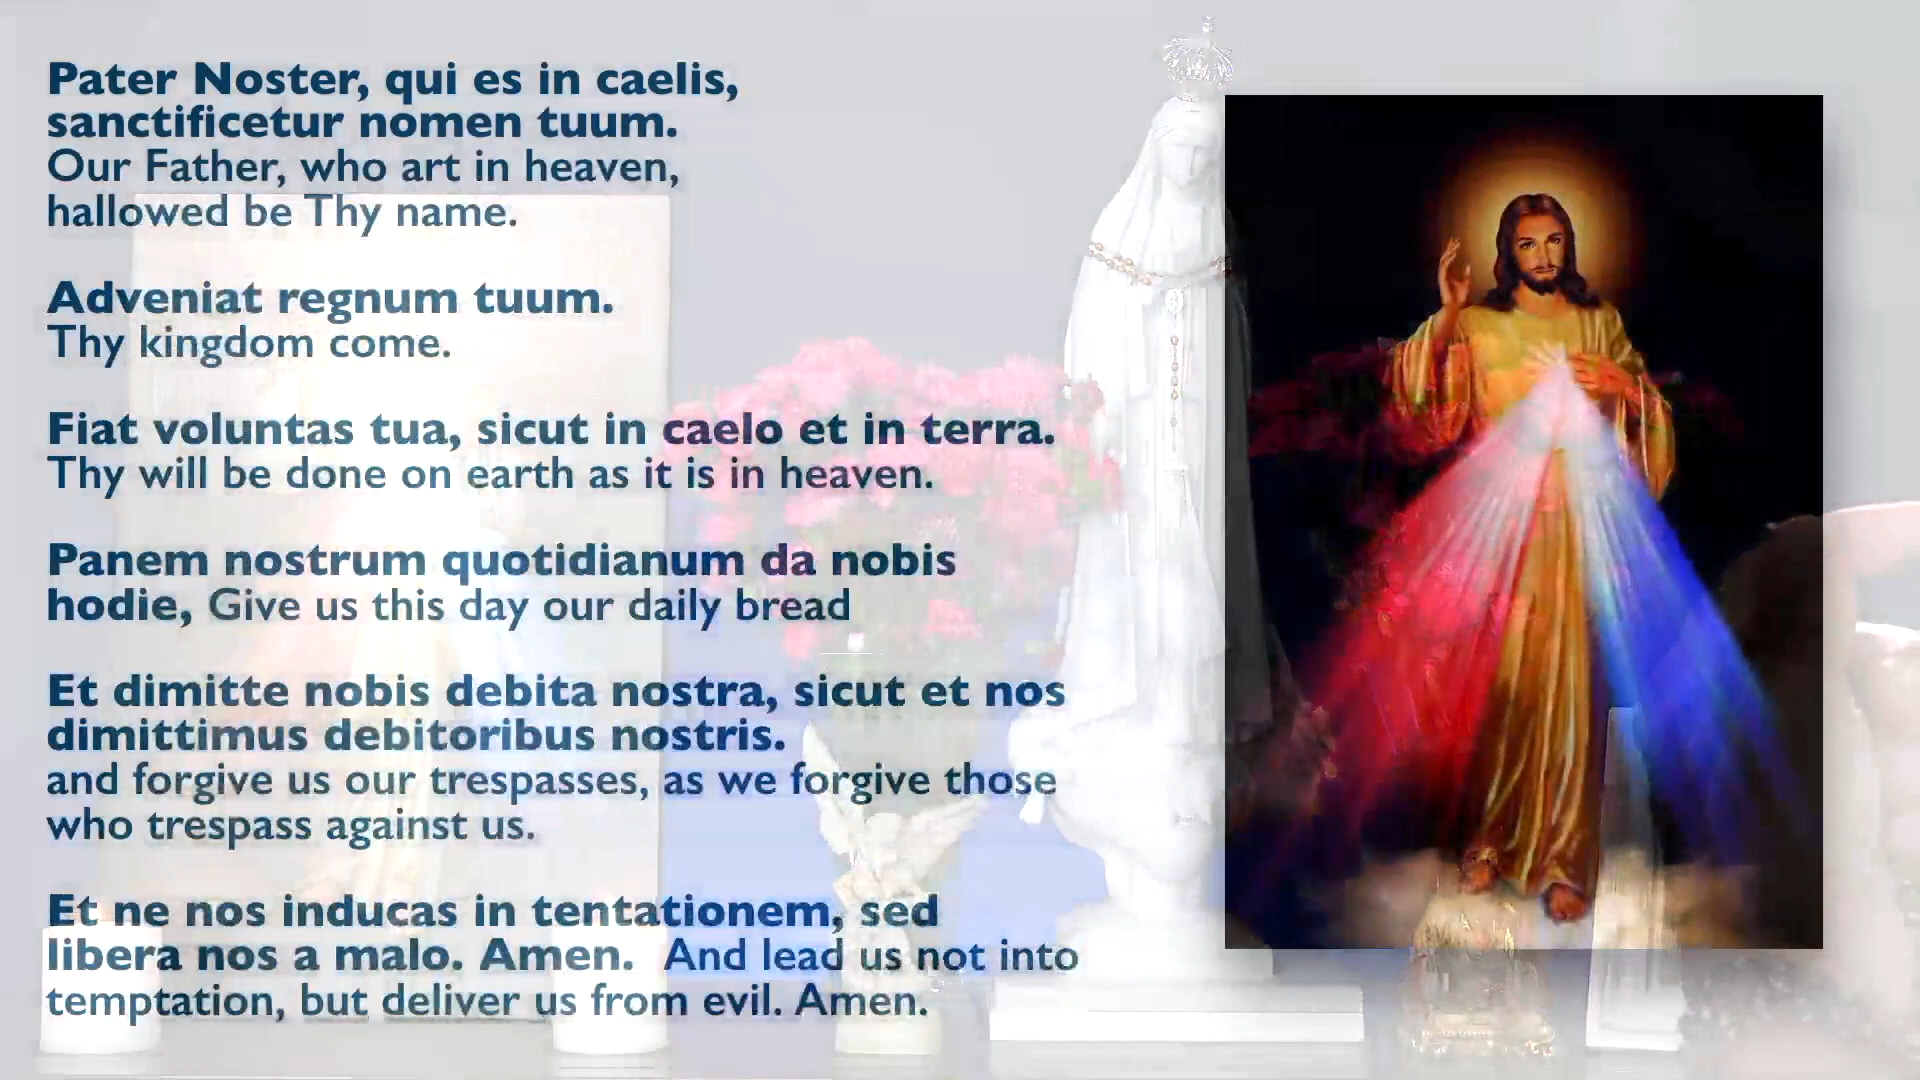 Pater Noster, qui es in caelis,
sanctificetur nomen tuum.
Our Father, who art in heaven,
hallowed be Thy name.
Adveniat regnum tuum.
Thy kingdom come.
Fiat voluntas tua, sicut in caelo et in terra.
Thy will be done on earth as it is in heaven.
Panem nostrum quotidianum da nobis
hodie, Give us this day our daily bread
Et dimitte nobis debita nostra, sicut et nos
dimittimus debitoribus nostris.
and forgive us our trespasses, as we forgive those
who trespass against us.
Et ne nos inducas in tentationem, sed
libera nos a malo. Amen. And lead us not into
temptation, but deliver us from evil. Amen.